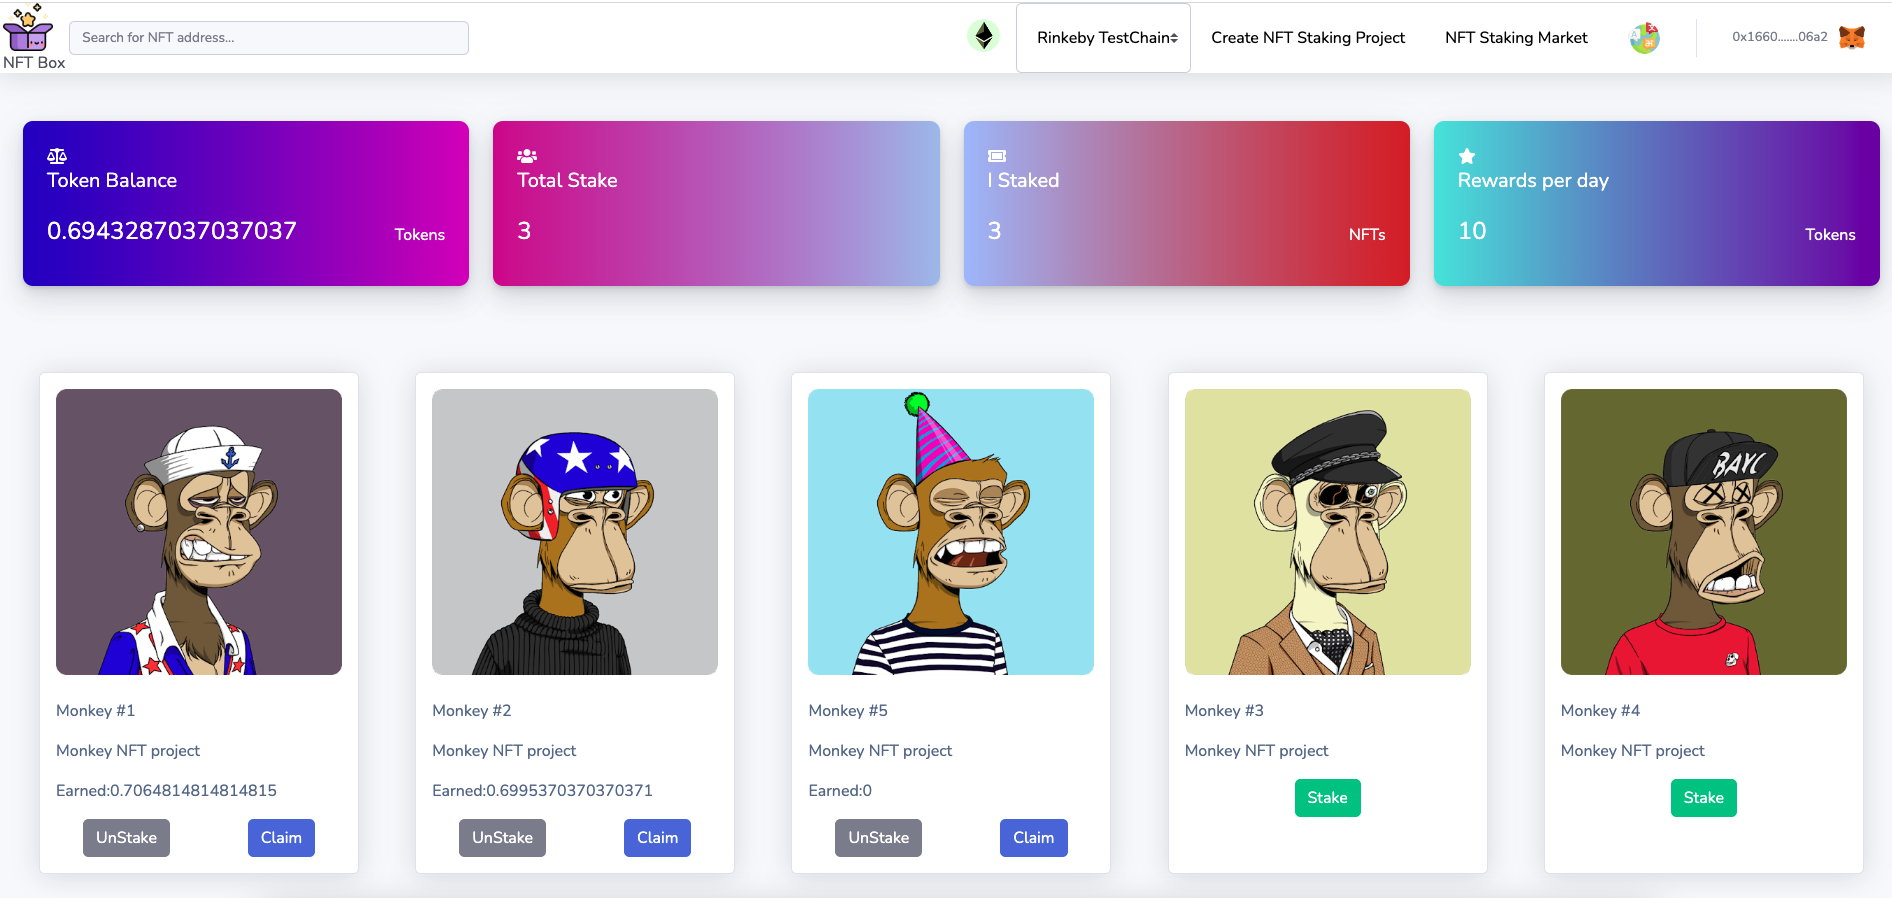 NFT Box
Search for NFT address...
Rinkeby TestChain
Create NFT Staking Project
NFT Staking Market
0x1660.......06a2
Token Balance
0.6943287037037037
Tokens
Total Stake
3
I Staked
3
NFTs
Rewards per day
10
Tokens
BAYC
Monkey #1
Monkey NFT project
Earned:0.7064814814814815
UnStake
Claim
Monkey #2
Monkey NFT project
Earned:0.6995370370370371
UnStake
Claim
Monkey #5
Monkey NFT project
Earned:0
UnStake
Claim
Monkey #3
Monkey NFT project
Stake
Monkey #4
Monkey NFT project
Stake